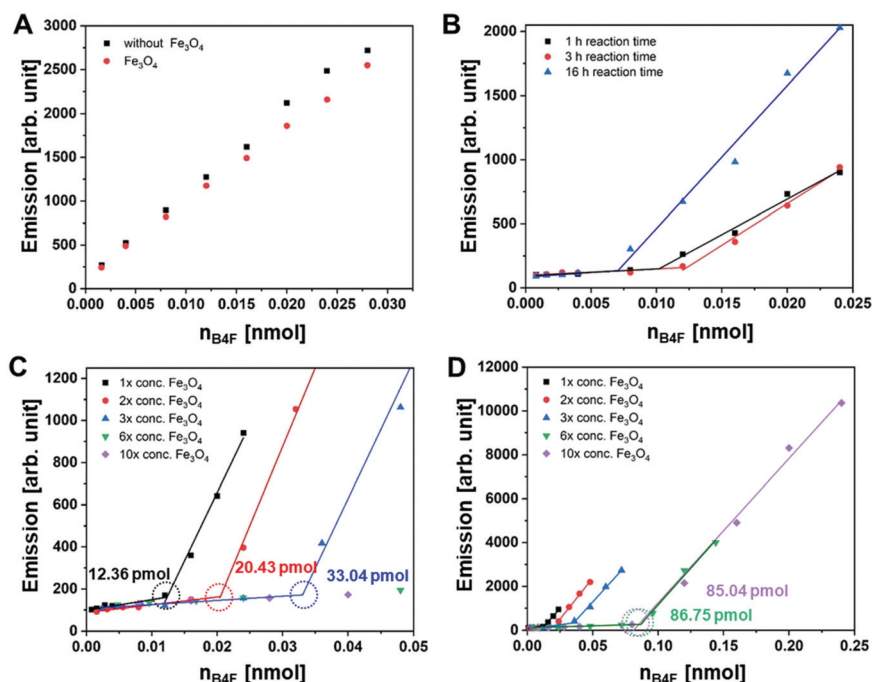 A
without Fe₃O₄
Fe₃O₄
Emission [arb. unit]
3000
2500
2000
1500
1000
500
0
0.000 0.005 0.010 0.015 0.020 0.025 0.030
n_B4F [nmol]
B
1 h reaction time
3 h reaction time
16 h reaction time
Emission [arb. unit]
2000
1500
1000
500
0
0.000 0.005 0.010 0.015 0.020 0.025
n_B4F [nmol]
C
1x conc. Fe₃O₄
2x conc. Fe₃O₄
3x conc. Fe₃O₄
6x conc. Fe₃O₄
10x conc. Fe₃O₄
12.36 pmol
20.43 pmol
33.04 pmol
Emission [arb. unit]
1200
1000
800
600
400
200
0
0.00 0.01 0.02 0.03 0.04 0.05
n_B4F [nmol]
D
1x conc. Fe₃O₄
2x conc. Fe₃O₄
3x conc. Fe₃O₄
6x conc. Fe₃O₄
10x conc. Fe₃O₄
85.04 pmol
86.75 pmol
Emission [arb. unit]
12000
10000
8000
6000
4000
2000
0
0.00 0.05 0.10 0.15 0.20 0.25
n_B4F [nmol]